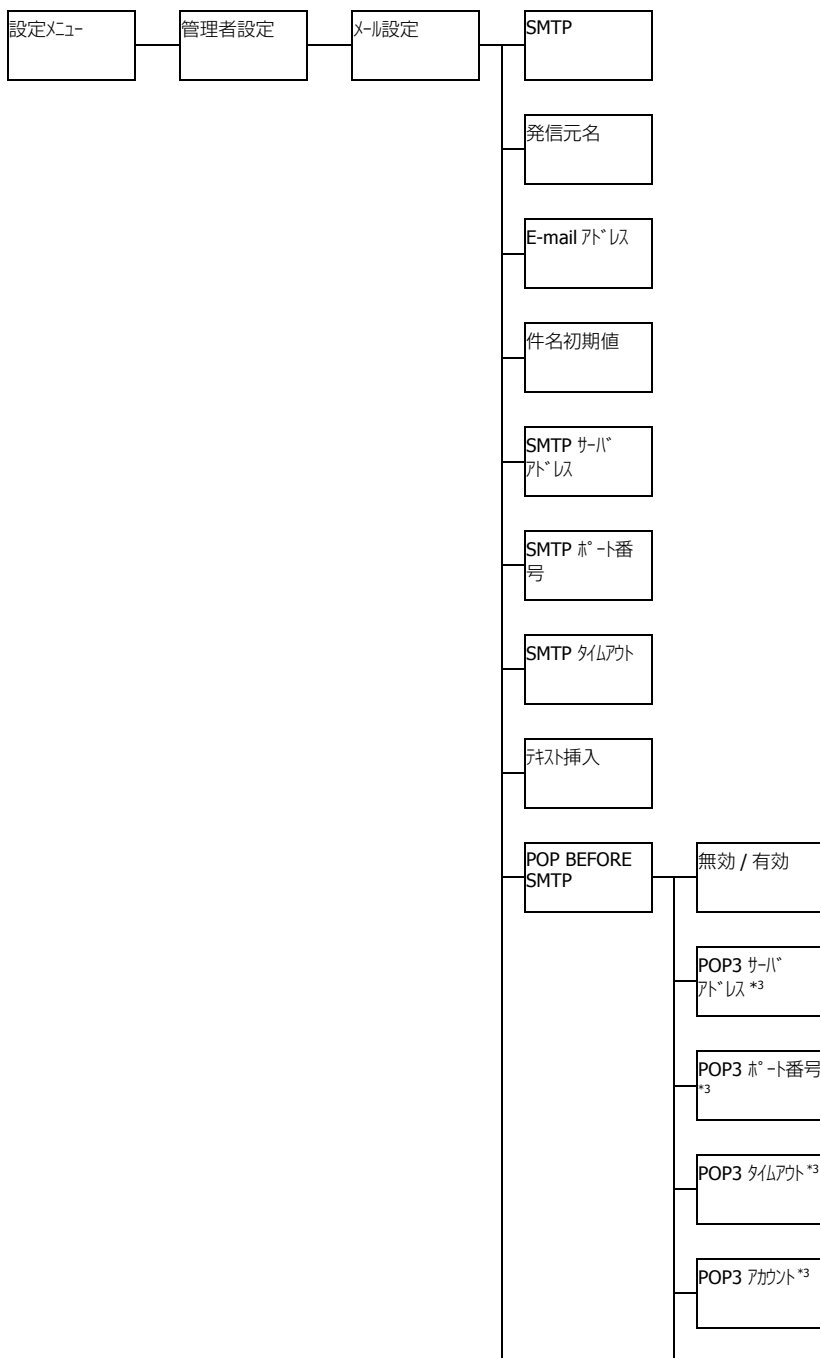 設定ﾒﾆｭｰ
管理者設定
ﾒｰﾙ設定
SMTP
発信元名
E-mail ｱﾄﾞﾚｽ
件名初期値
SMTP ｻｰﾊﾞ
ｱﾄﾞﾚｽ
SMTP ﾎﾟｰﾄ番
号
SMTP ﾀｲﾑｱｳﾄ
ﾃｷｽﾄ挿入
POP BEFORE
SMTP
無効 / 有効
POP3 ｻｰﾊﾞ
ｱﾄﾞﾚｽ *3
POP3 ﾎﾟｰﾄ番号
*3
POP3 ﾀｲﾑｱｳﾄ *3
POP3 ｱｶｳﾝﾄ *3